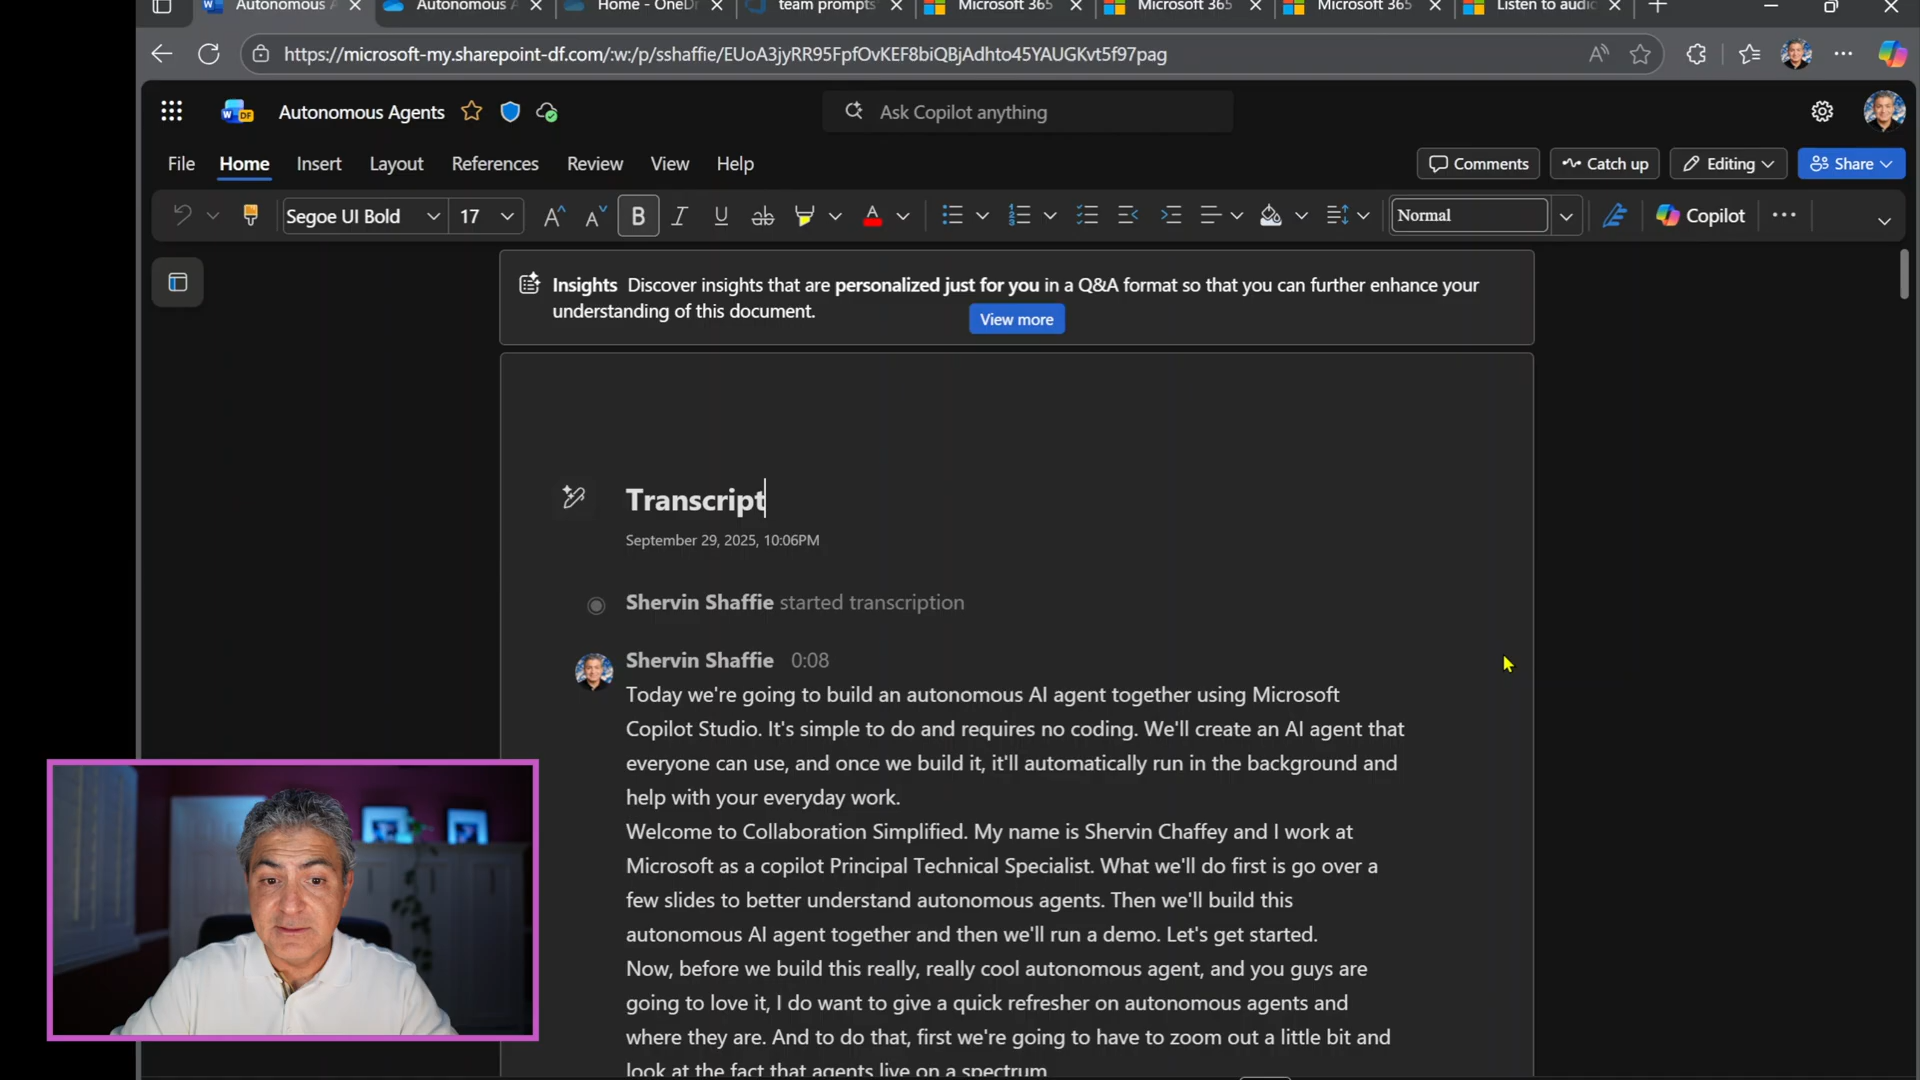 Autonomous A
Autonomous A
Home - OneDr
team prompts
Microsoft 365
Microsoft 365
Microsoft 365
Listen to audio
https://microsoft-my.sharepoint-df.com/:w:/p/sshaffie/EUoA3jyRR95FpfOvKEF8biQBjAdhto45YAUGKvt5f97pag
Autonomous Agents
Ask Copilot anything
File Home Insert Layout References Review View Help
Comments Catch up Editing Share
Segoe UI Bold 17 Normal Copilot
Insights Discover insights that are personalized just for you in a Q&A format so that you can further enhance your
understanding of this document.
View more
Transcript
September 29, 2025, 10:06PM
Shervin Shaffie started transcription
Shervin Shaffie 0:08
Today we're going to build an autonomous AI agent together using Microsoft
Copilot Studio. It's simple to do and requires no coding. We'll create an AI agent that
everyone can use, and once we build it, it'll automatically run in the background and
help with your everyday work.
Welcome to Collaboration Simplified. My name is Shervin Chaffey and I work at
Microsoft as a copilot Principal Technical Specialist. What we'll do first is go over a
few slides to better understand autonomous agents. Then we'll build this
autonomous AI agent together and then we'll run a demo. Let's get started.
Now, before we build this really, really cool autonomous agent, and you guys are
going to love it, I do want to give a quick refresher on autonomous agents and
where they are. And to do that, first we're going to have to zoom out a little bit and
look at the fact that agents live on a spectrum